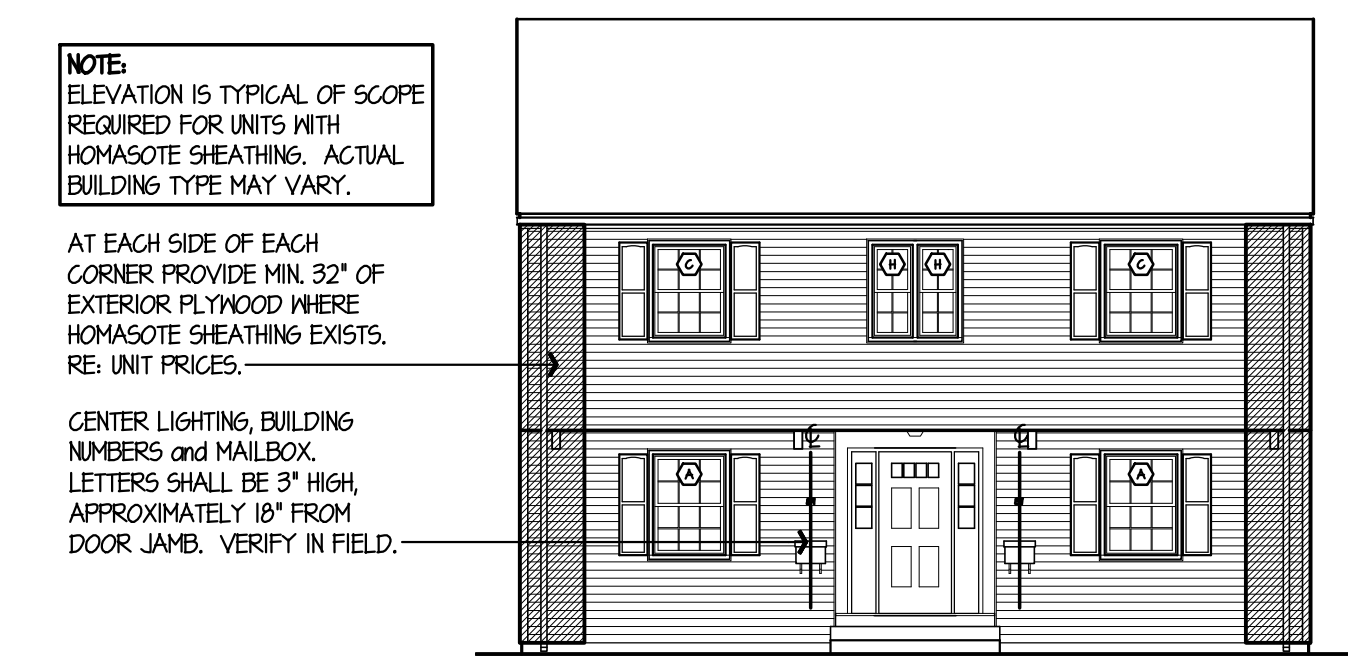 NOTE:
ELEVATION IS TYPICAL OF SCOPE
REQUIRED FOR UNITS WITH
HOMASOTE SHEATHING. ACTUAL
BUILDING TYPE MAY VARY.
AT EACH SIDE OF EACH
CORNER PROVIDE MIN. 32" OF
EXTERIOR PLYWOOD WHERE
HOMASOTE SHEATHING EXISTS.
RE: UNIT PRICES.
CENTER LIGHTING, BUILDING
NUMBERS and MAILBOX.
LETTERS SHALL BE 3" HIGH,
APPROXIMATELY 18" FROM
DOOR JAMB. VERIFY IN FIELD.
C H H C
℄ ℄
A A